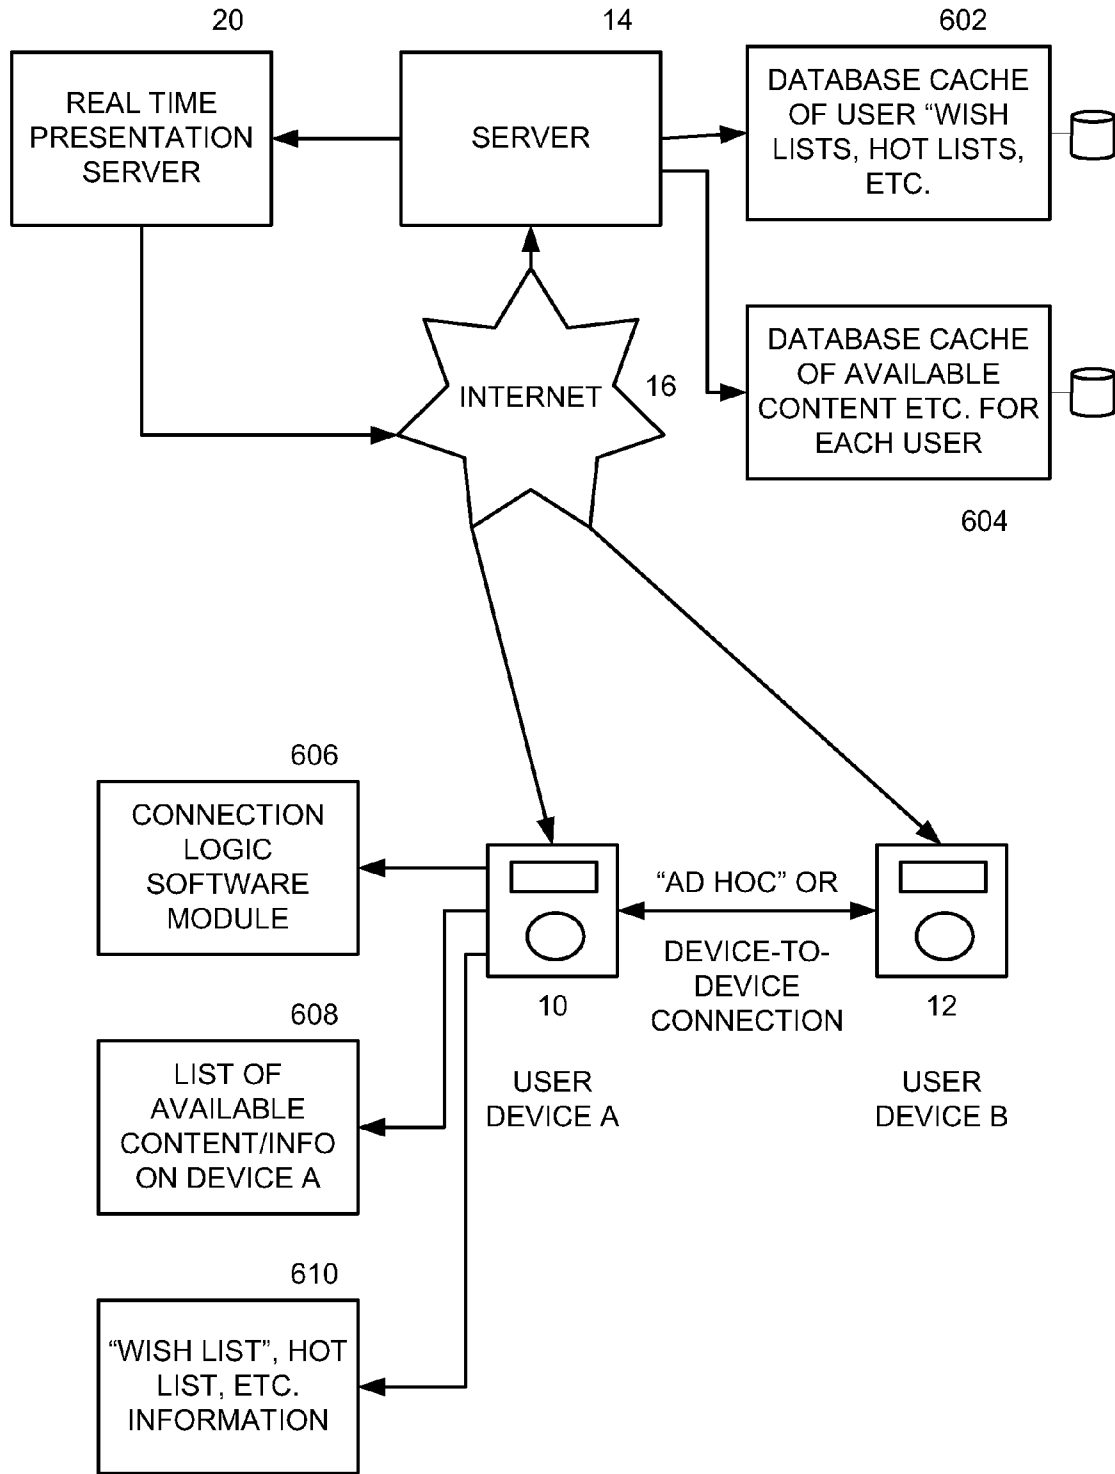 20
14
602
REAL TIME
PRESENTATION
SERVER
SERVER
DATABASE CACHE
OF USER “WISH
LISTS, HOT LISTS,
ETC.
INTERNET
16
DATABASE CACHE
OF AVAILABLE
CONTENT ETC. FOR
EACH USER
604
606
CONNECTION
LOGIC
SOFTWARE
MODULE
“AD HOC” OR
DEVICE-TO-
DEVICE
CONNECTION
10
USER
DEVICE A
12
USER
DEVICE B
608
LIST OF
AVAILABLE
CONTENT/INFO
ON DEVICE A
610
“WISH LIST”, HOT
LIST, ETC.
INFORMATION